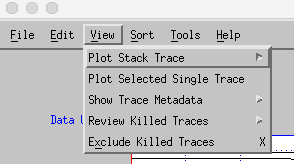 File Edit View Sort Tools Help
Plot Stack Trace
Plot Selected Single Trace
Show Trace Metadata
Review Killed Traces
Exclude Killed Traces X
Data